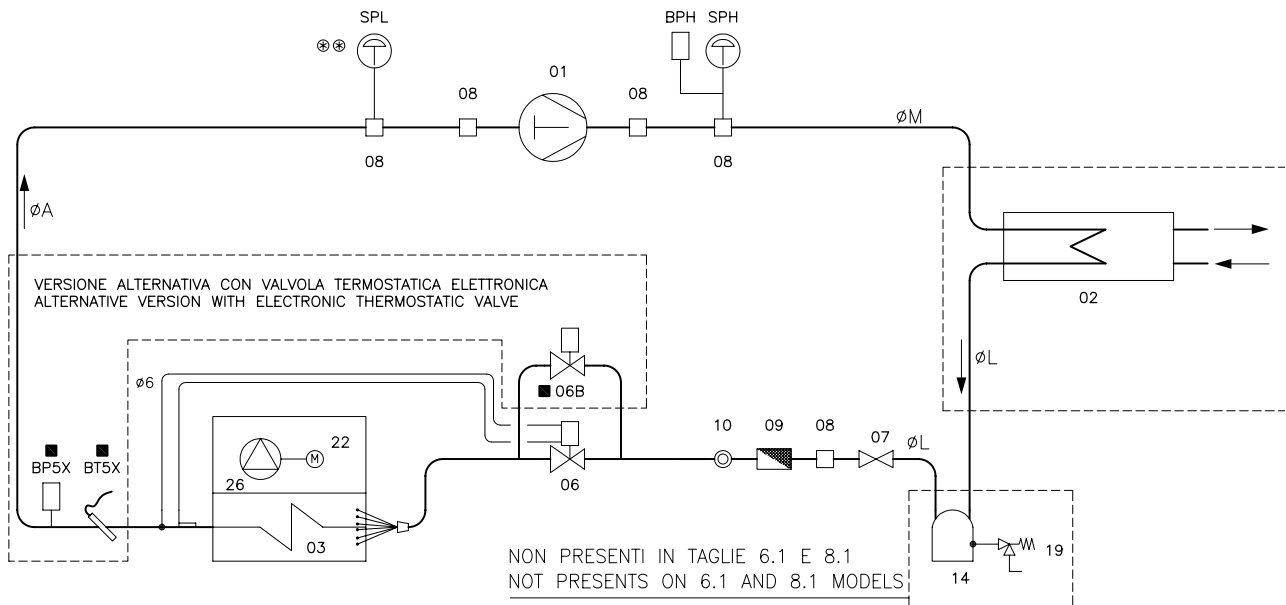 SPL
BPH SPH
01
08 08
08 08
ØM
ØA
02
VERSIONE ALTERNATIVA CON VALVOLA TERMOSTATICA ELETTRONICA
ALTERNATIVE VERSION WITH ELECTRONIC THERMOSTATIC VALVE
ØL
Ø6
06B
10 09 08 07 ØL
22
M
BP5X BT5X
26
06
03
NON PRESENTI IN TAGLIE 6.1 E 8.1
NOT PRESENTS ON 6.1 AND 8.1 MODELS
14
19